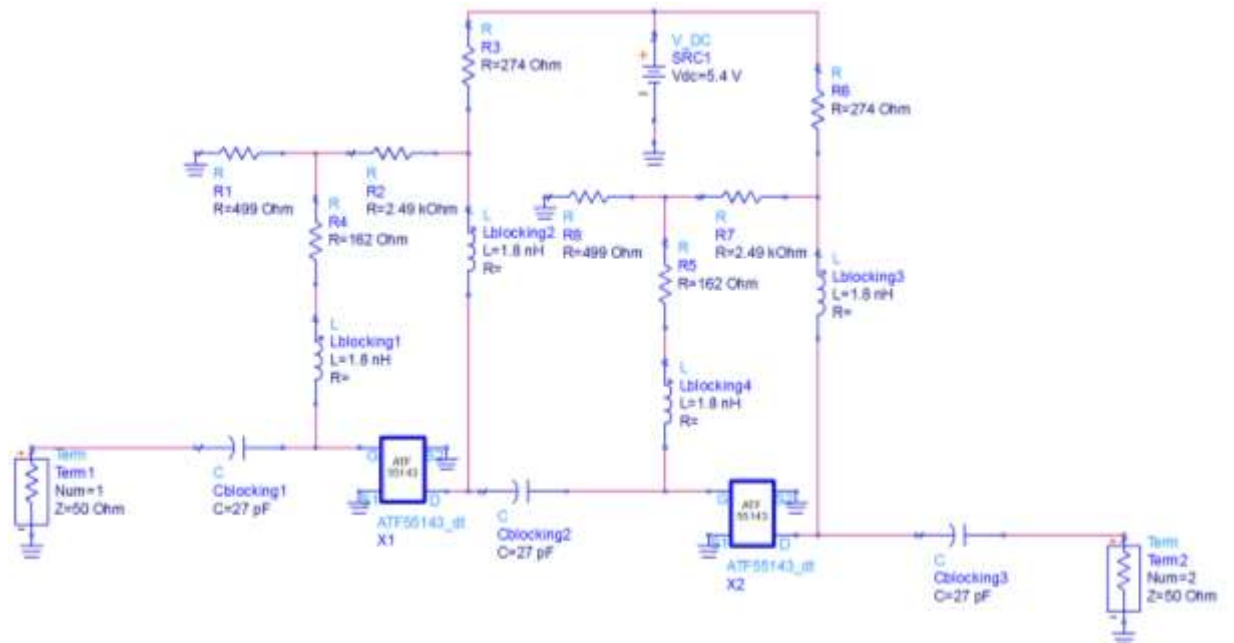 R
R3
R=274 Ohm
V_DC
SRC1
Vdc=5.4 V
R
R6
R=274 Ohm
R
R1
R=499 Ohm
R
R2
R=2.49 kOhm
R
R4
R=162 Ohm
L
Lblocking2
L=1.8 nH
R=
R
R8
R=499 Ohm
R
R7
R=2.49 kOhm
R
R5
R=162 Ohm
L
Lblocking3
L=1.8 nH
R=
L
Lblocking1
L=1.8 nH
R=
L
Lblocking4
L=1.8 nH
R=
Term
Term1
Num=1
Z=50 Ohm
C
Cblocking1
C=27 pF
G
S2
ATF
55143
S1
D
ATF55143_dt
X1
C
Cblocking2
C=27 pF
G
S2
ATF
55143
S1
D
ATF55143_dt
X2
C
Cblocking3
C=27 pF
Term
Term2
Num=2
Z=50 Ohm